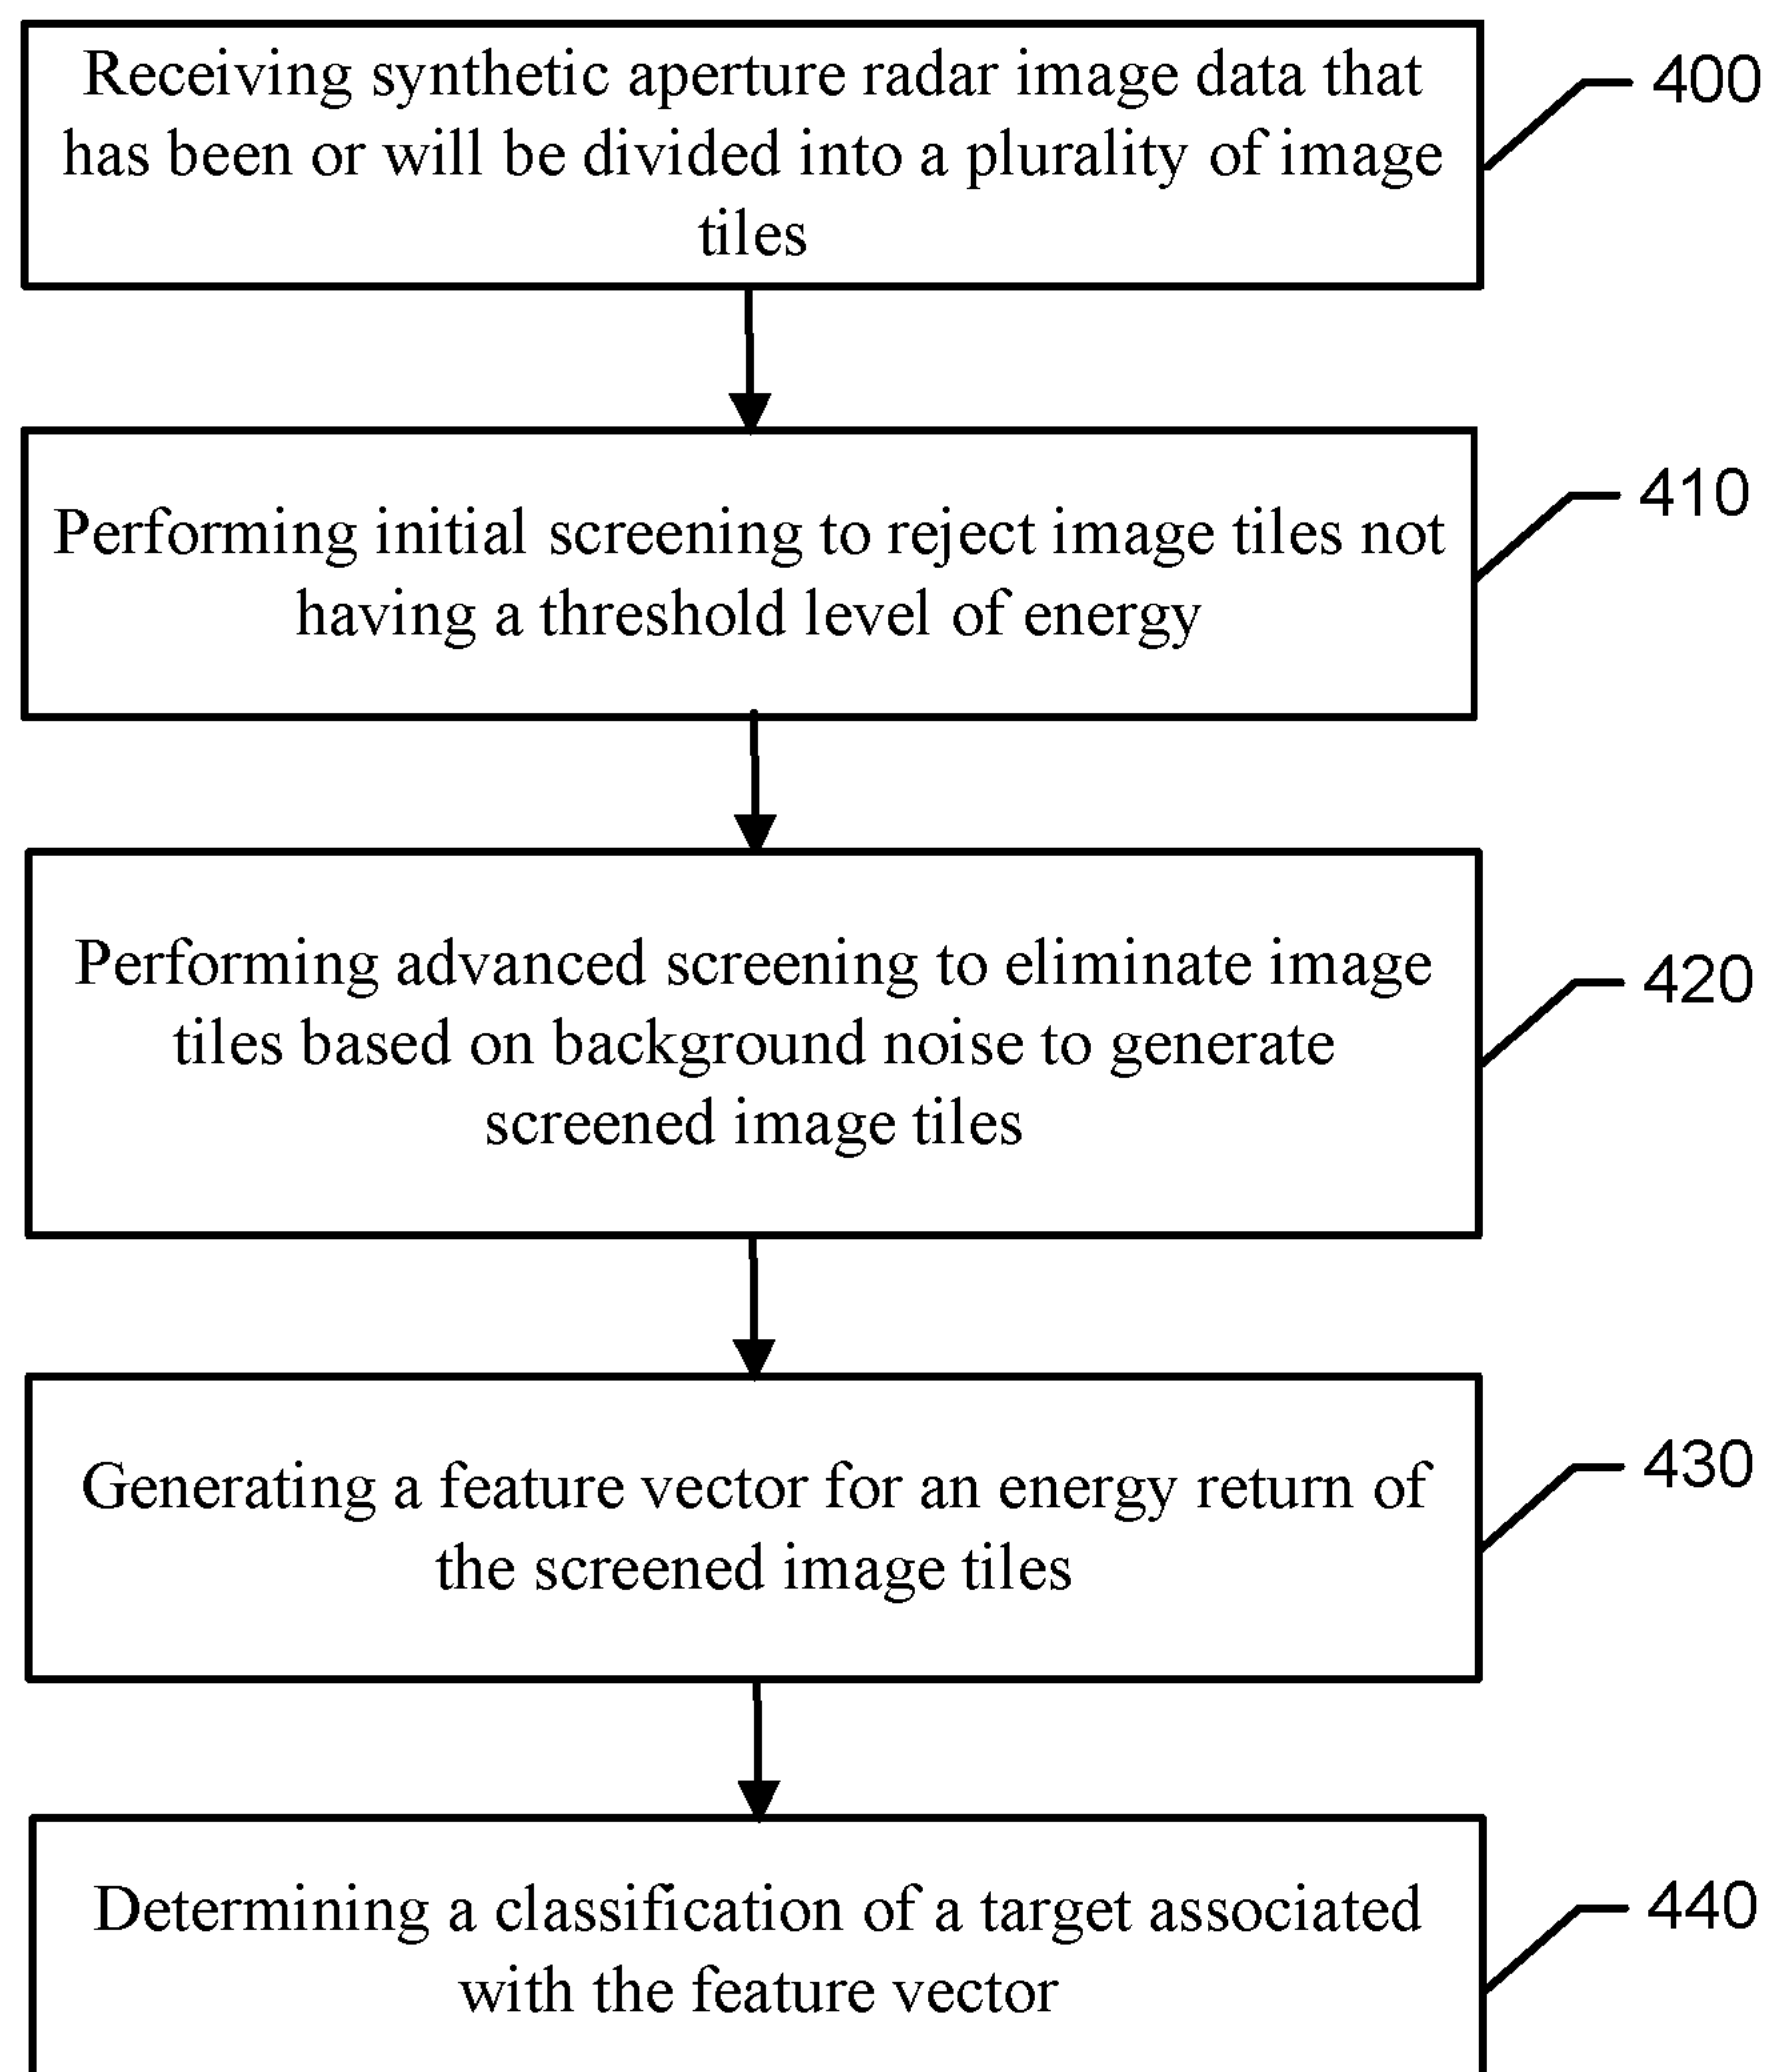 Receiving synthetic aperture radar image data that
has been or will be divided into a plurality of image
tiles
400
Performing initial screening to reject image tiles not
having a threshold level of energy
410
Performing advanced screening to eliminate image
tiles based on background noise to generate
screened image tiles
420
Generating a feature vector for an energy return of
the screened image tiles
430
Determining a classification of a target associated
with the feature vector
440